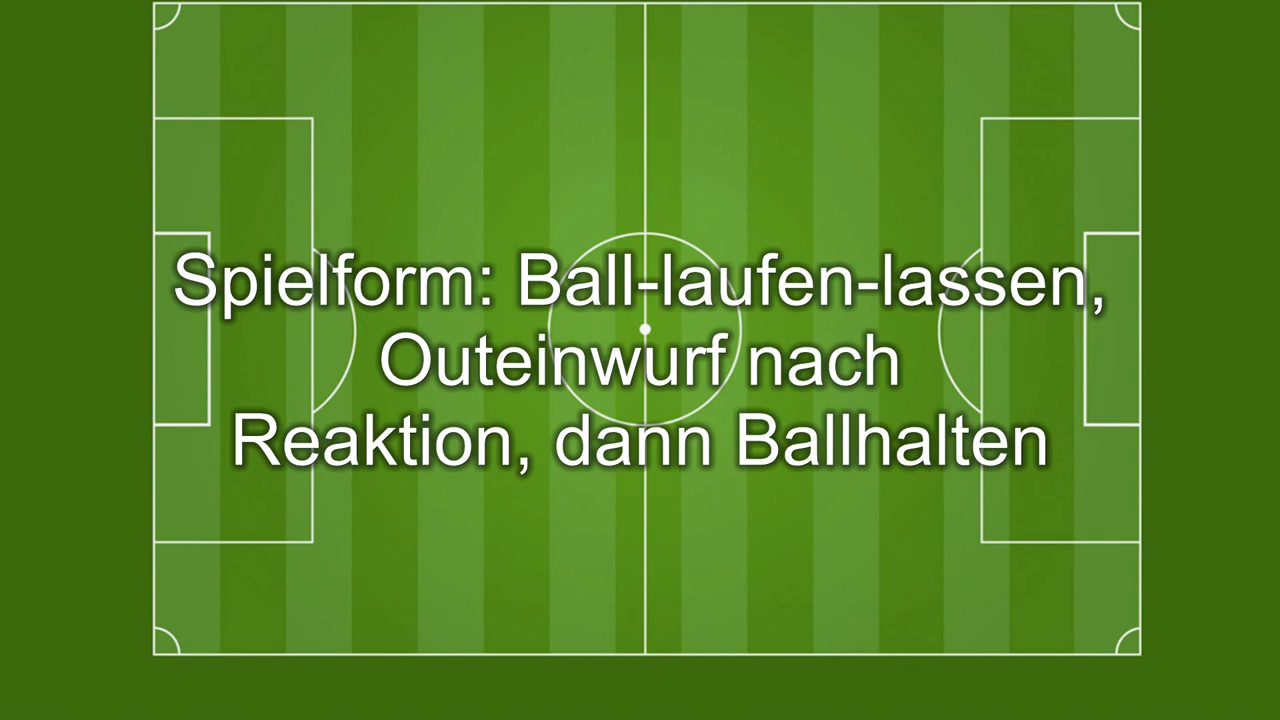 Spielform: Ball-laufen-lassen,
Outeinwurf nach
Reaktion, dann Ballhalten